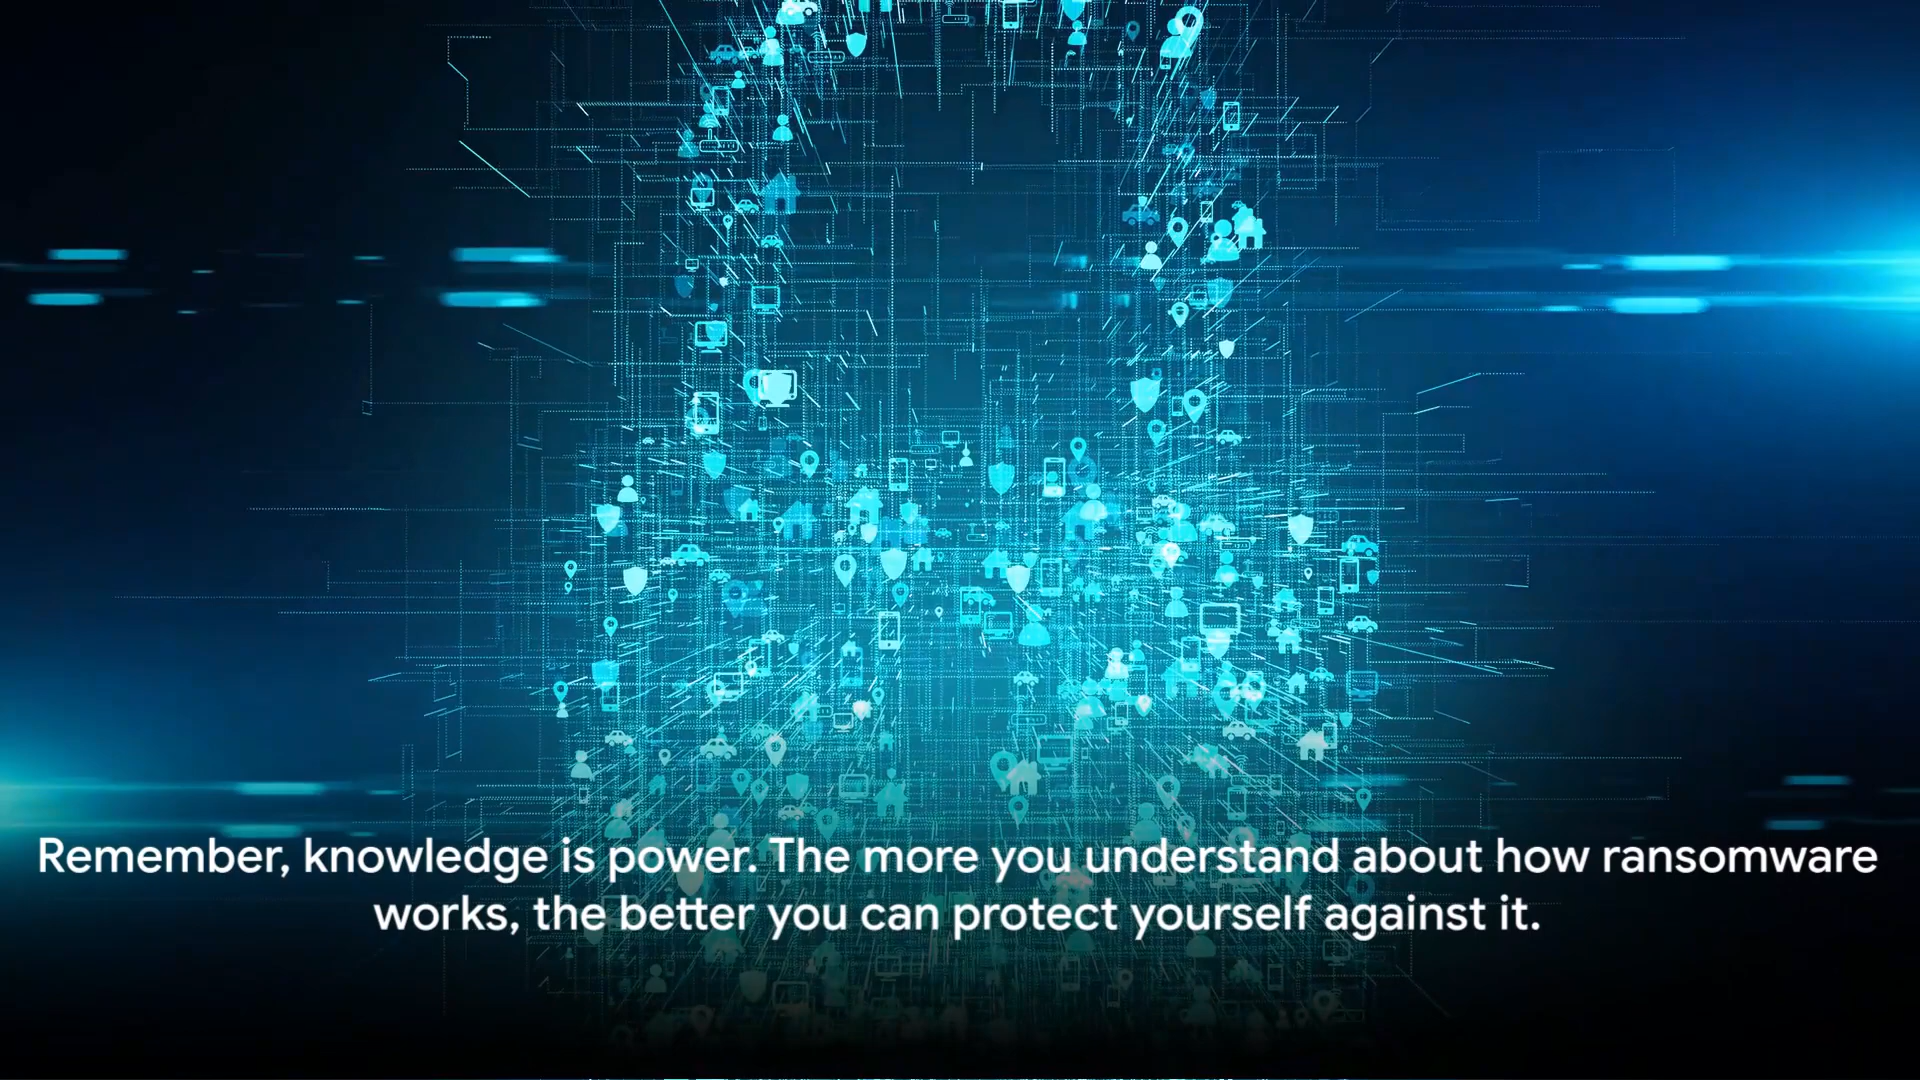 Remember, knowledge is power. The more you understand about how ransomware
works, the better you can protect yourself against it.